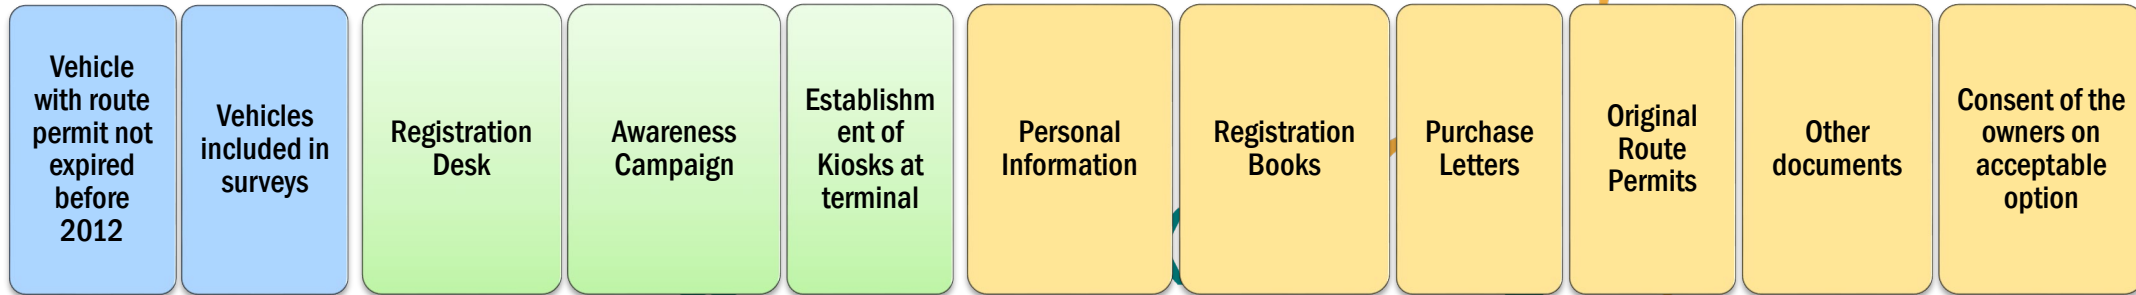 Vehicle
with route
permit not
expired
before
2012
Vehicles
included in
surveys
Registration
Desk
Awareness
Campaign
Establishm
ent of
Kiosks at
terminal
Personal
Information
Registration
Books
Purchase
Letters
Original
Route
Permits
Other
documents
Consent of the
owners on
acceptable
option